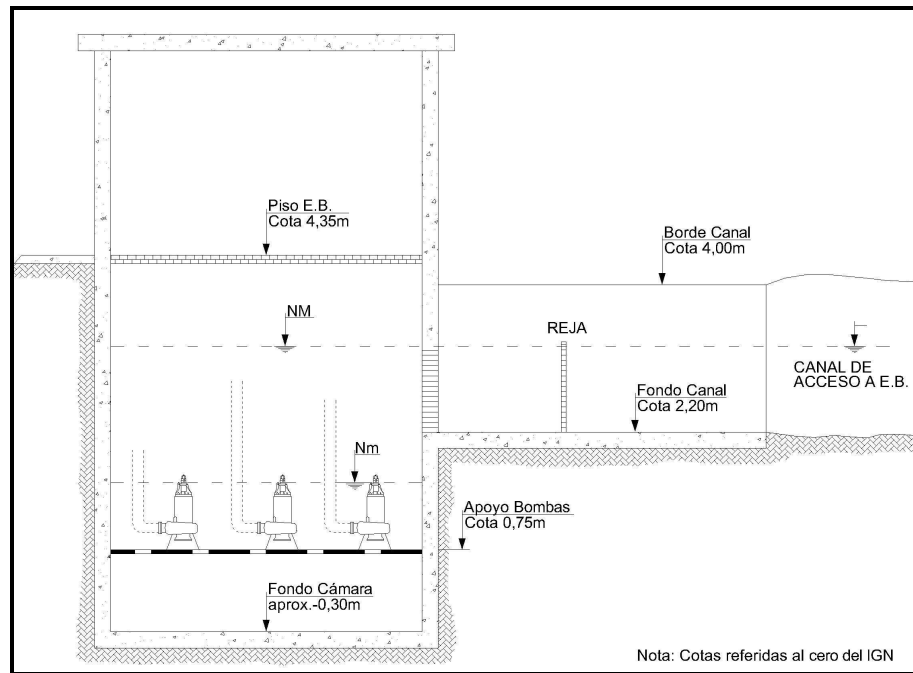 Piso E.B.
Cota 4,35m
Borde Canal
Cota 4,00m
NM
REJA
CANAL DE
ACCESO A E.B.
Fondo Canal
Cota 2,20m
Nm
Apoyo Bombas
Cota 0,75m
Fondo Cámara
aprox.-0,30m
Nota: Cotas referidas al cero del IGN